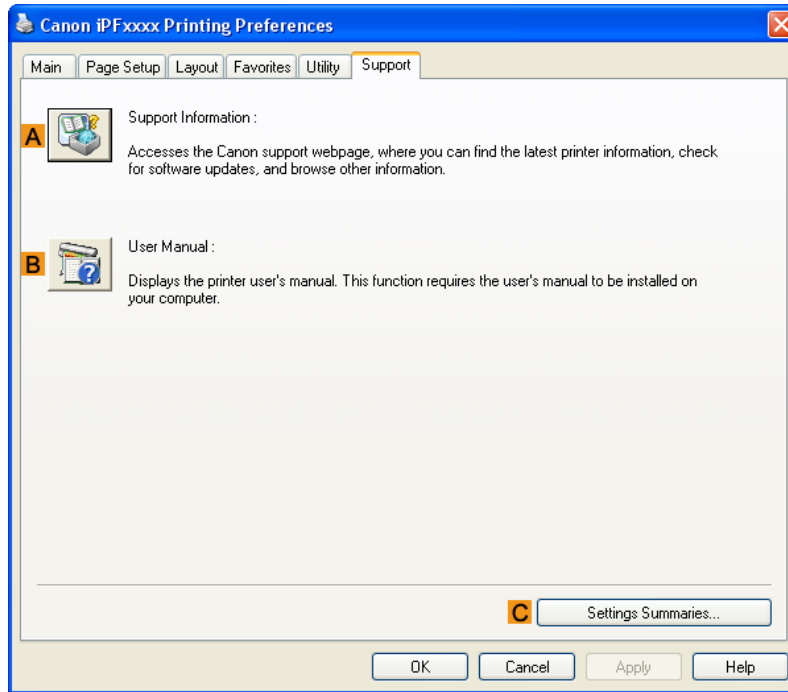 Canon iPFxxxx Printing Preferences
Main Page Setup Layout Favorites Utility Support
A
Support Information :
Accesses the Canon support webpage, where you can find the latest printer information, check
for software updates, and browse other information.
B
User Manual :
Displays the printer user's manual. This function requires the user's manual to be installed on
your computer.
C Settings Summaries...
OK Cancel Apply Help